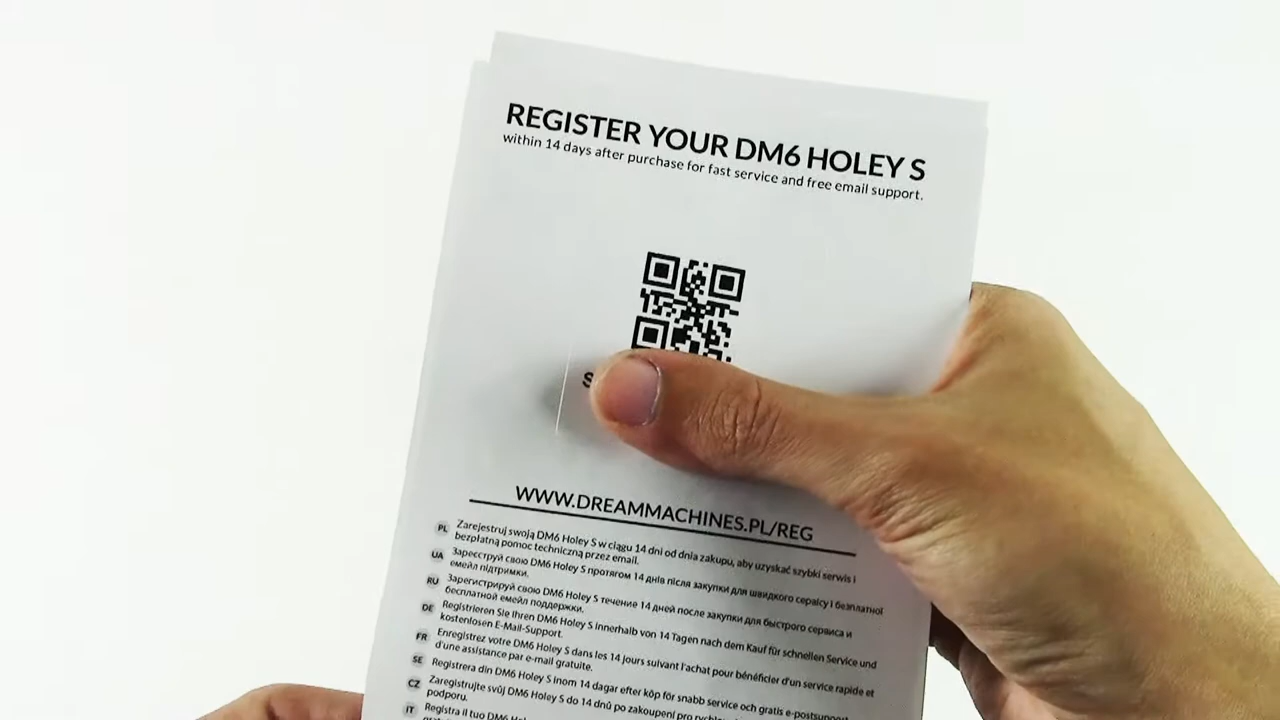 REGISTER YOUR DM6 HOLEY S
within 14 days after purchase for fast service and free email support.
S
WWW.DREAMMACHINES.PL/REG
PL Zarejestruj swoją DM6 Holey S w ciągu 14 dni od dnia zakupu, aby uzyskać szybki serwis i
bezpłatną pomoc techniczną przez email.
UA Зареєструй свою DM6 Holey S протягом 14 днів після закупки для швидкого сервісу і безплатної
емейл підтримки.
RU Зарегистрируй свою DM6 Holey S течение 14 дней после закупки для быстрого сервиса и
бесплатной емейл поддержки.
DE Registrieren Sie Ihren DM6 Holey S innerhalb von 14 Tagen nach dem Kauf für schnellen Service und
kostenlosen E-Mail-Support.
FR Enregistrez votre DM6 Holey S dans les 14 jours suivant l'achat pour bénéficier d'un service rapide et
d'une assistance par e-mail gratuite.
SE Registrera din DM6 Holey S inom 14 dagar efter köp för snabb service och gratis e-postsupport
CZ Zaregistrujte svůj DM6 Holey S do 14 dnů po zakoupení pro
podporu.
IT Registra il tuo DM6